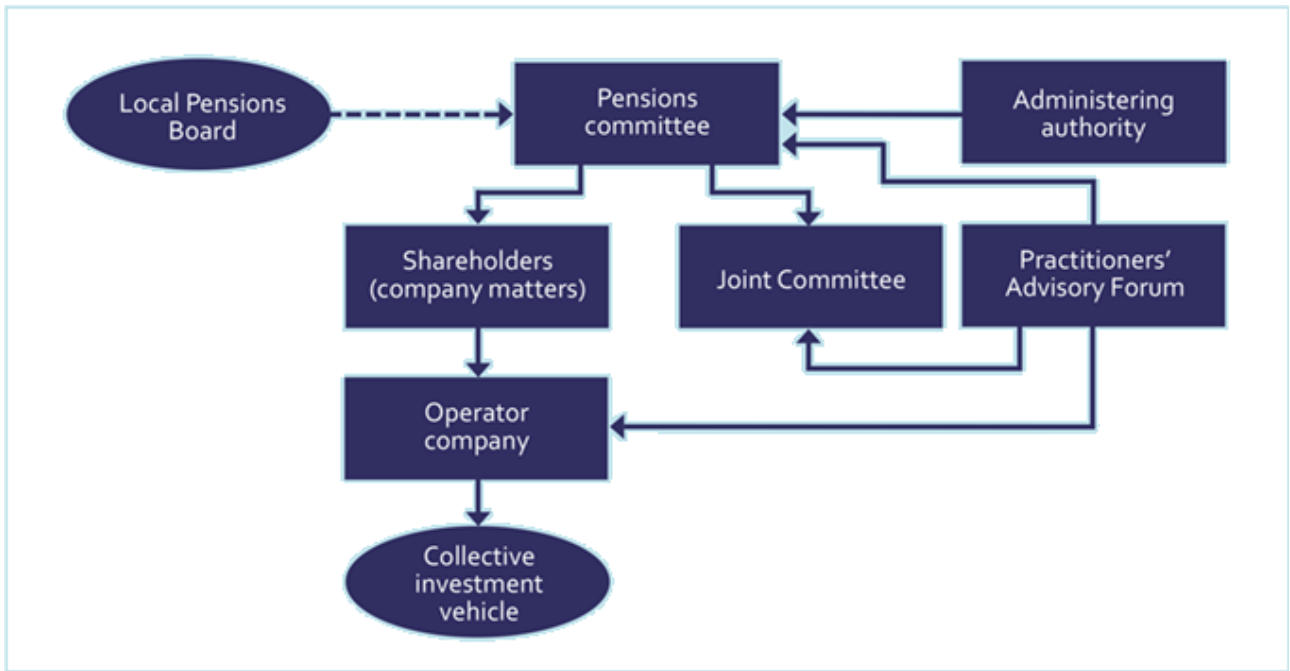 Local Pensions
Board
Pensions
committee
Administering
authority
Shareholders
(company matters)
Joint Committee
Practitioners’
Advisory Forum
Operator
company
Collective
investment
vehicle